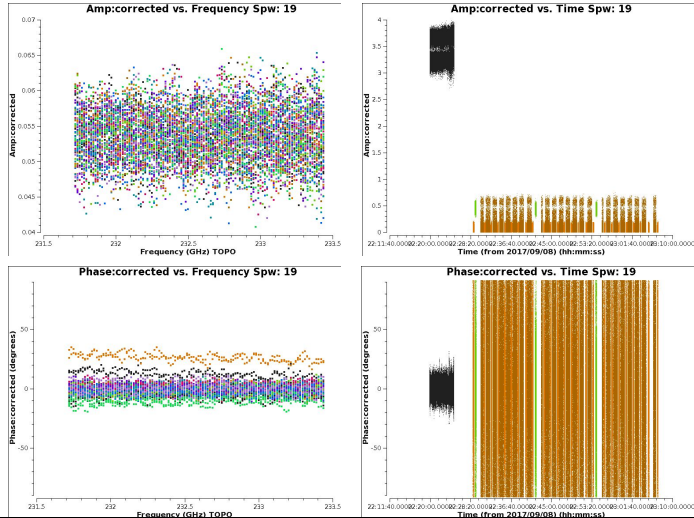 Amp:corrected vs. Frequency Spw: 19
Amp:corrected
0.07
0.065
0.06
0.055
0.05
0.045
0.04
231.5
232
232.5
233
233.5
Frequency (GHz) TOPO
Amp:corrected vs. Time Spw: 19
Amp:corrected
4
3.5
3
2.5
2
1.5
1
0.5
0
Time (from 2017/09/08) (hh:mm:ss)
Phase:corrected vs. Frequency Spw: 19
Phase:corrected (degrees)
50
0
-50
231.5
232
232.5
233
233.5
Frequency (GHz) TOPO
Phase:corrected vs. Time Spw: 19
Phase:corrected (degrees)
50
0
-50
Time (from 2017/09/08) (hh:mm:ss)